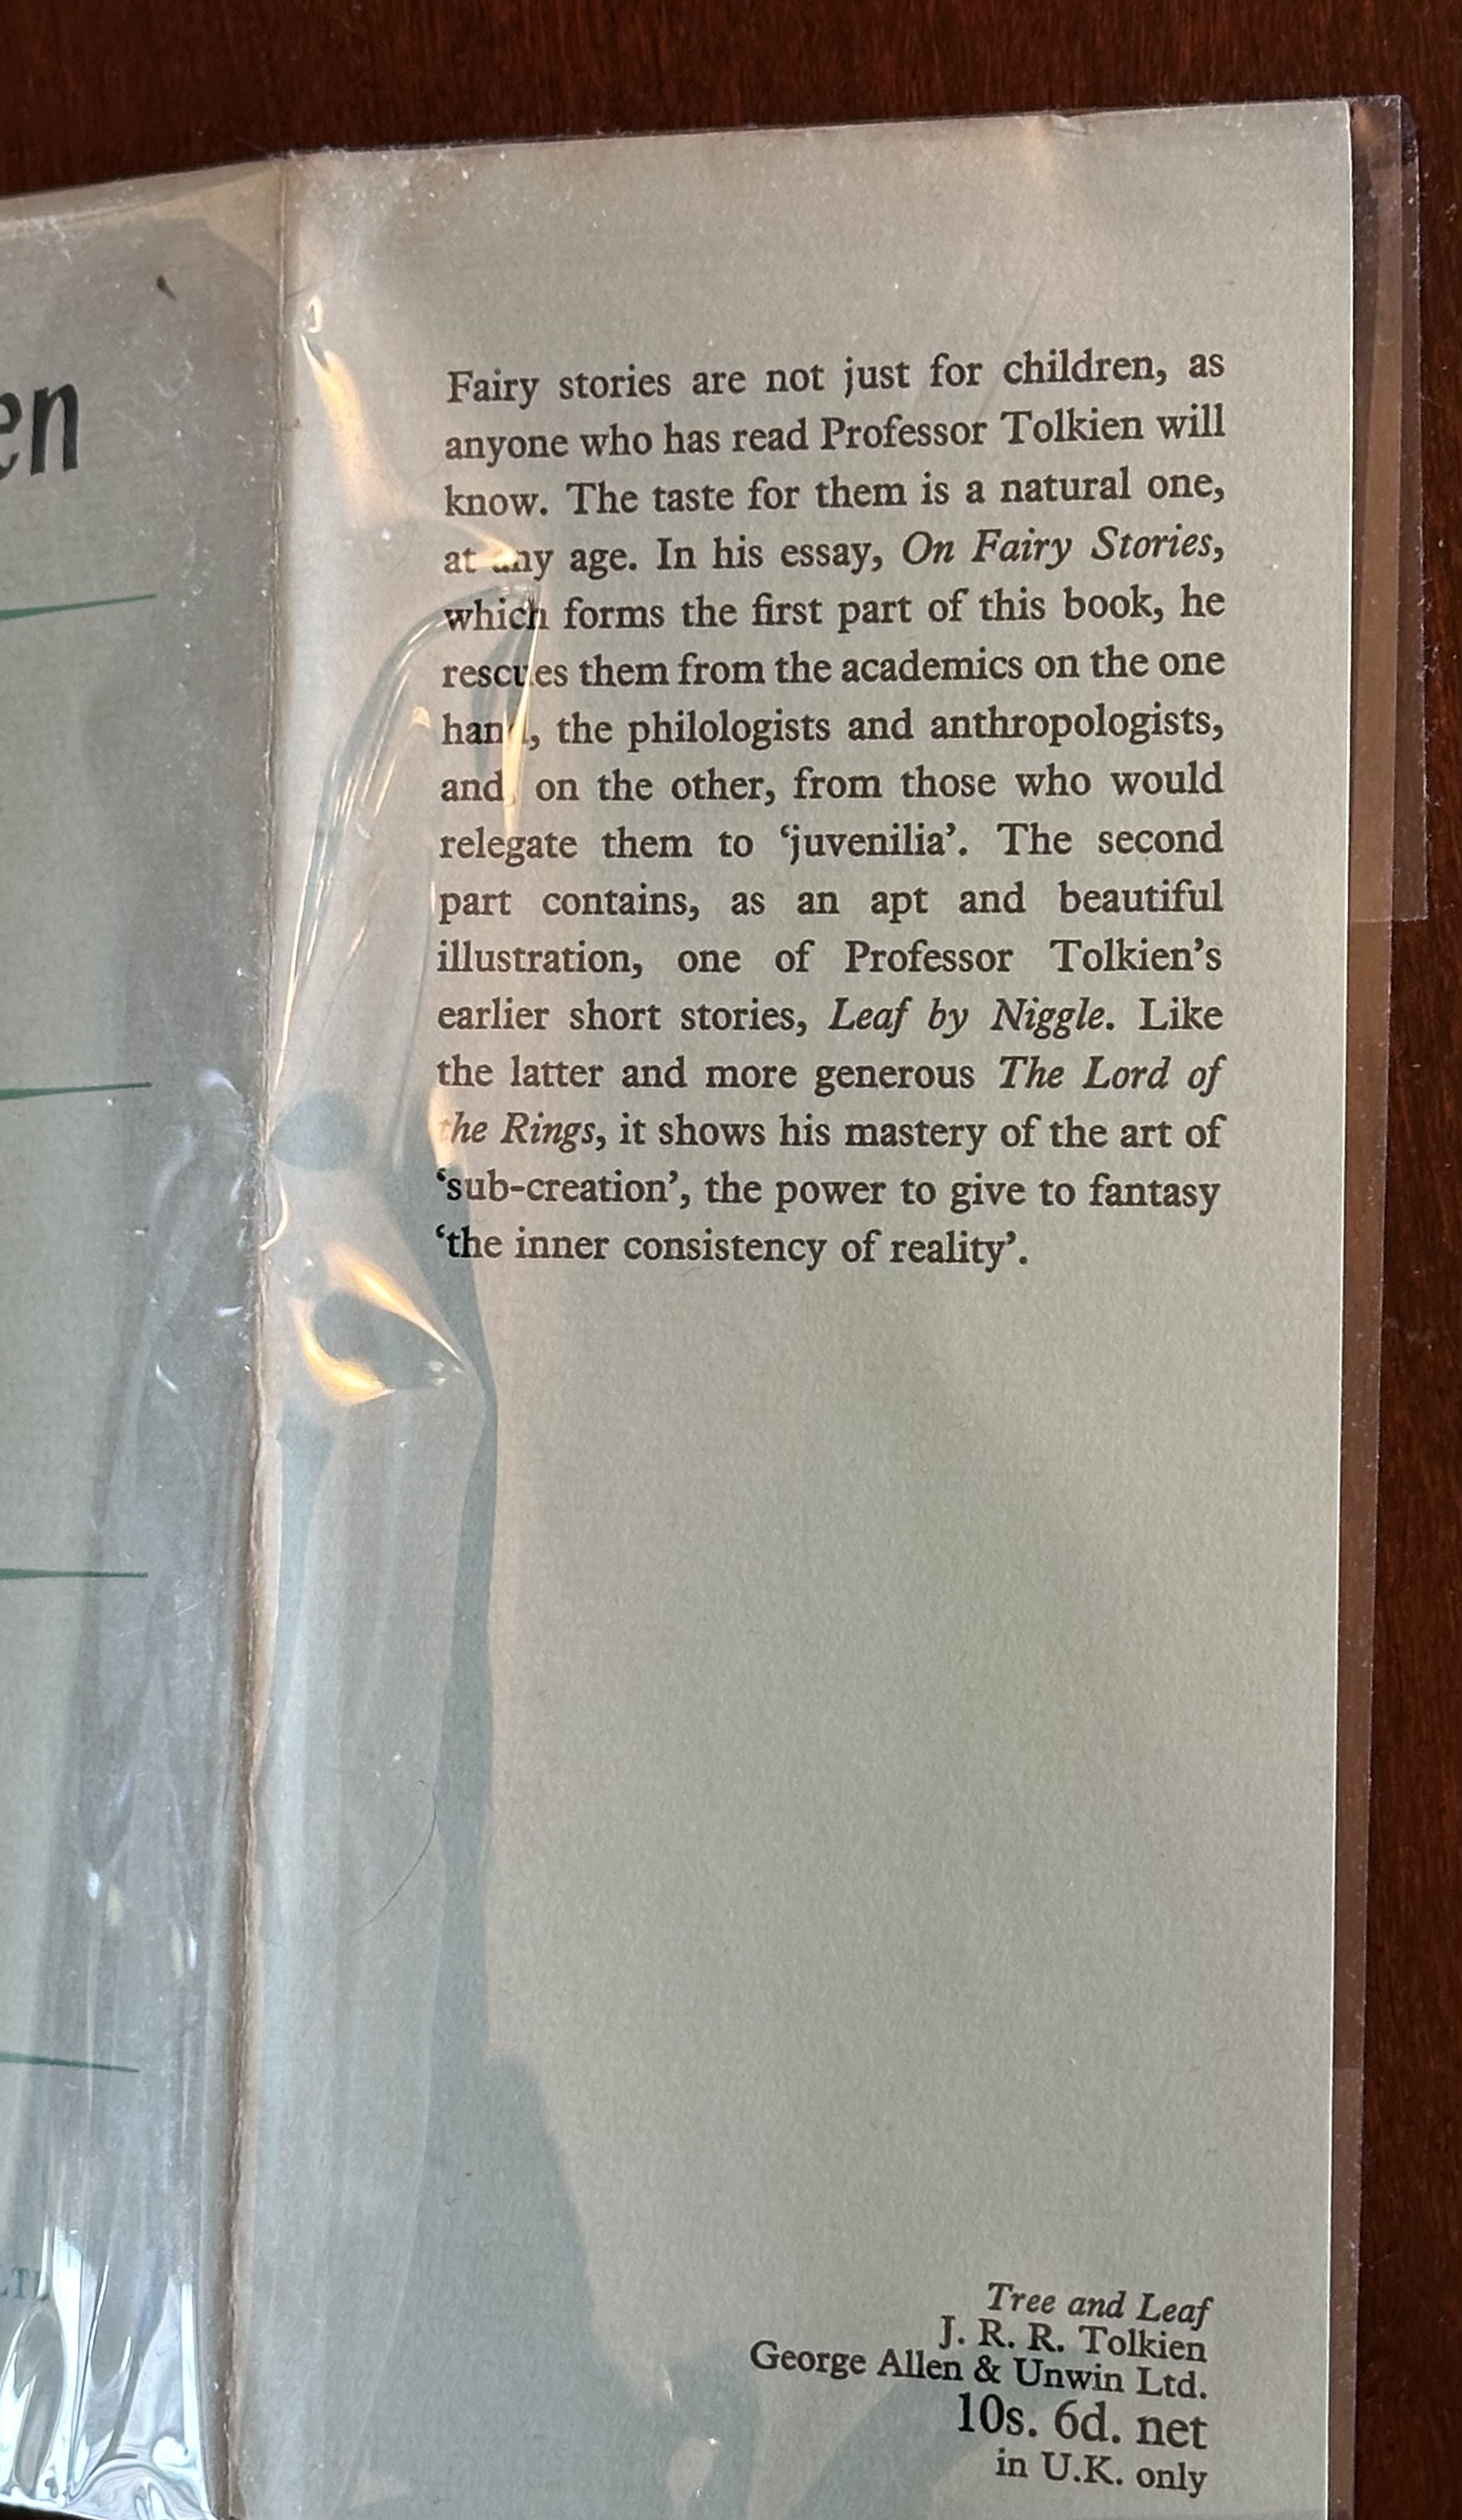 en
Fairy stories are not just for children, as
anyone who has read Professor Tolkien will
know. The taste for them is a natural one,
at any age. In his essay, On Fairy Stories,
which forms the first part of this book, he
rescues them from the academics on the one
hand, the philologists and anthropologists,
and, on the other, from those who would
relegate them to ‘juvenilia’. The second
part contains, as an apt and beautiful
illustration, one of Professor Tolkien’s
earlier short stories, Leaf by Niggle. Like
the latter and more generous The Lord of
the Rings, it shows his mastery of the art of
‘sub-creation’, the power to give to fantasy
‘the inner consistency of reality’.
Tree and Leaf
J. R. R. Tolkien
George Allen & Unwin Ltd.
10s. 6d. net
in U.K. only